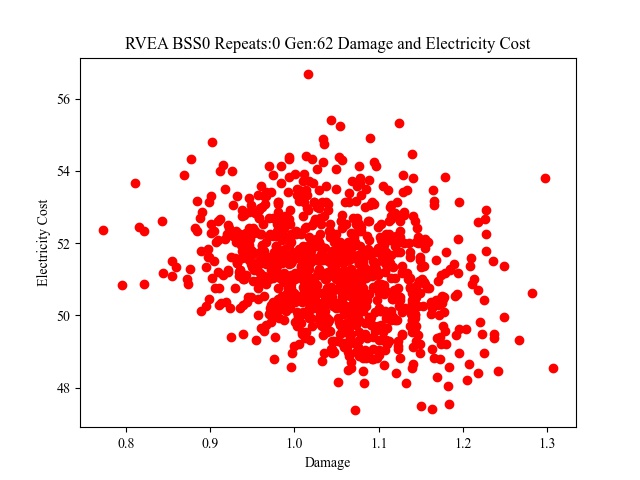 RVEA BSS0 Repeats:0 Gen:62 Damage and Electricity Cost
56
54
52
50
48
Electricity Cost
0.8 0.9 1.0 1.1 1.2 1.3
Damage